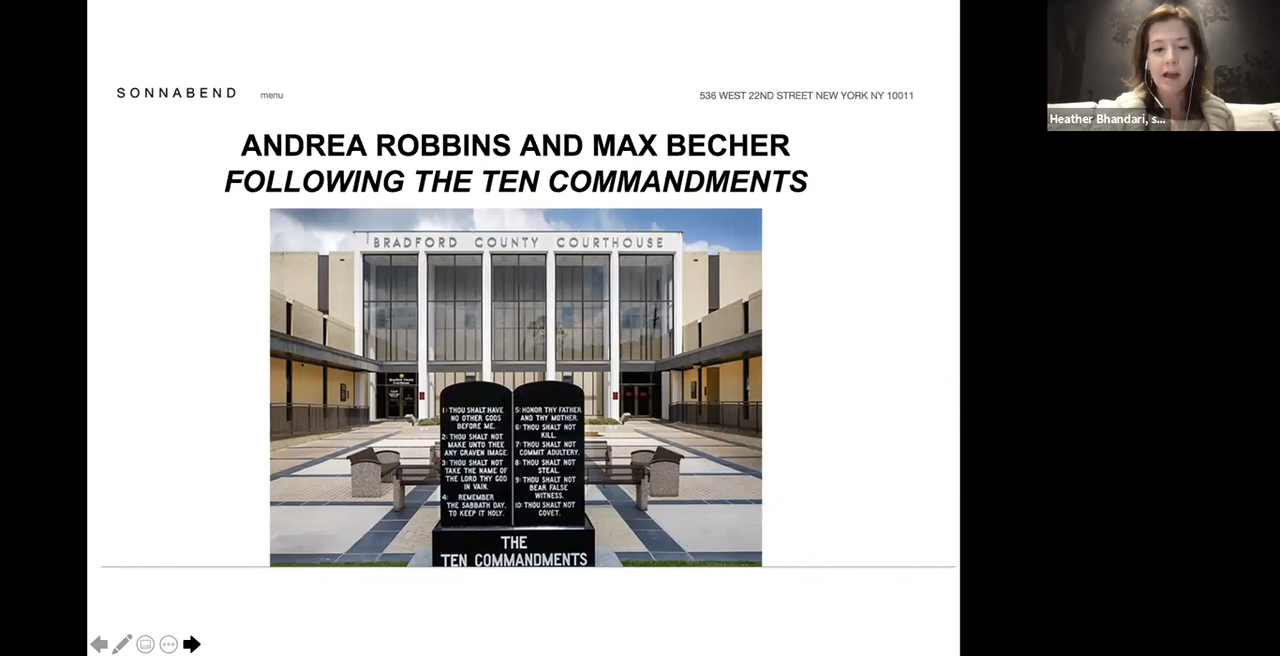 SONNABEND
menu
536 WEST 22ND STREET NEW YORK NY 10011
Heather Bhandari, s...
ANDREA ROBBINS AND MAX BECHER
FOLLOWING THE TEN COMMANDMENTS
BRADFORD COUNTY COURTHOUSE
1: THOU SHALT HAVE
NO OTHER GODS
BEFORE ME.
2: THOU SHALT NOT
MAKE UNTO THEE
ANY GRAVEN IMAGE.
3: THOU SHALT NOT
TAKE THE NAME OF
THE LORD THY GOD
IN VAIN.
4: REMEMBER
THE SABBATH DAY,
TO KEEP IT HOLY.
5: HONOR THY FATHER
AND THY MOTHER.
6: THOU SHALT NOT
KILL.
7: THOU SHALT NOT
COMMIT ADULTERY.
8: THOU SHALT NOT
STEAL.
9: THOU SHALT NOT
BEAR FALSE
WITNESS.
10: THOU SHALT NOT
COVET.
THE
TEN COMMANDMENTS